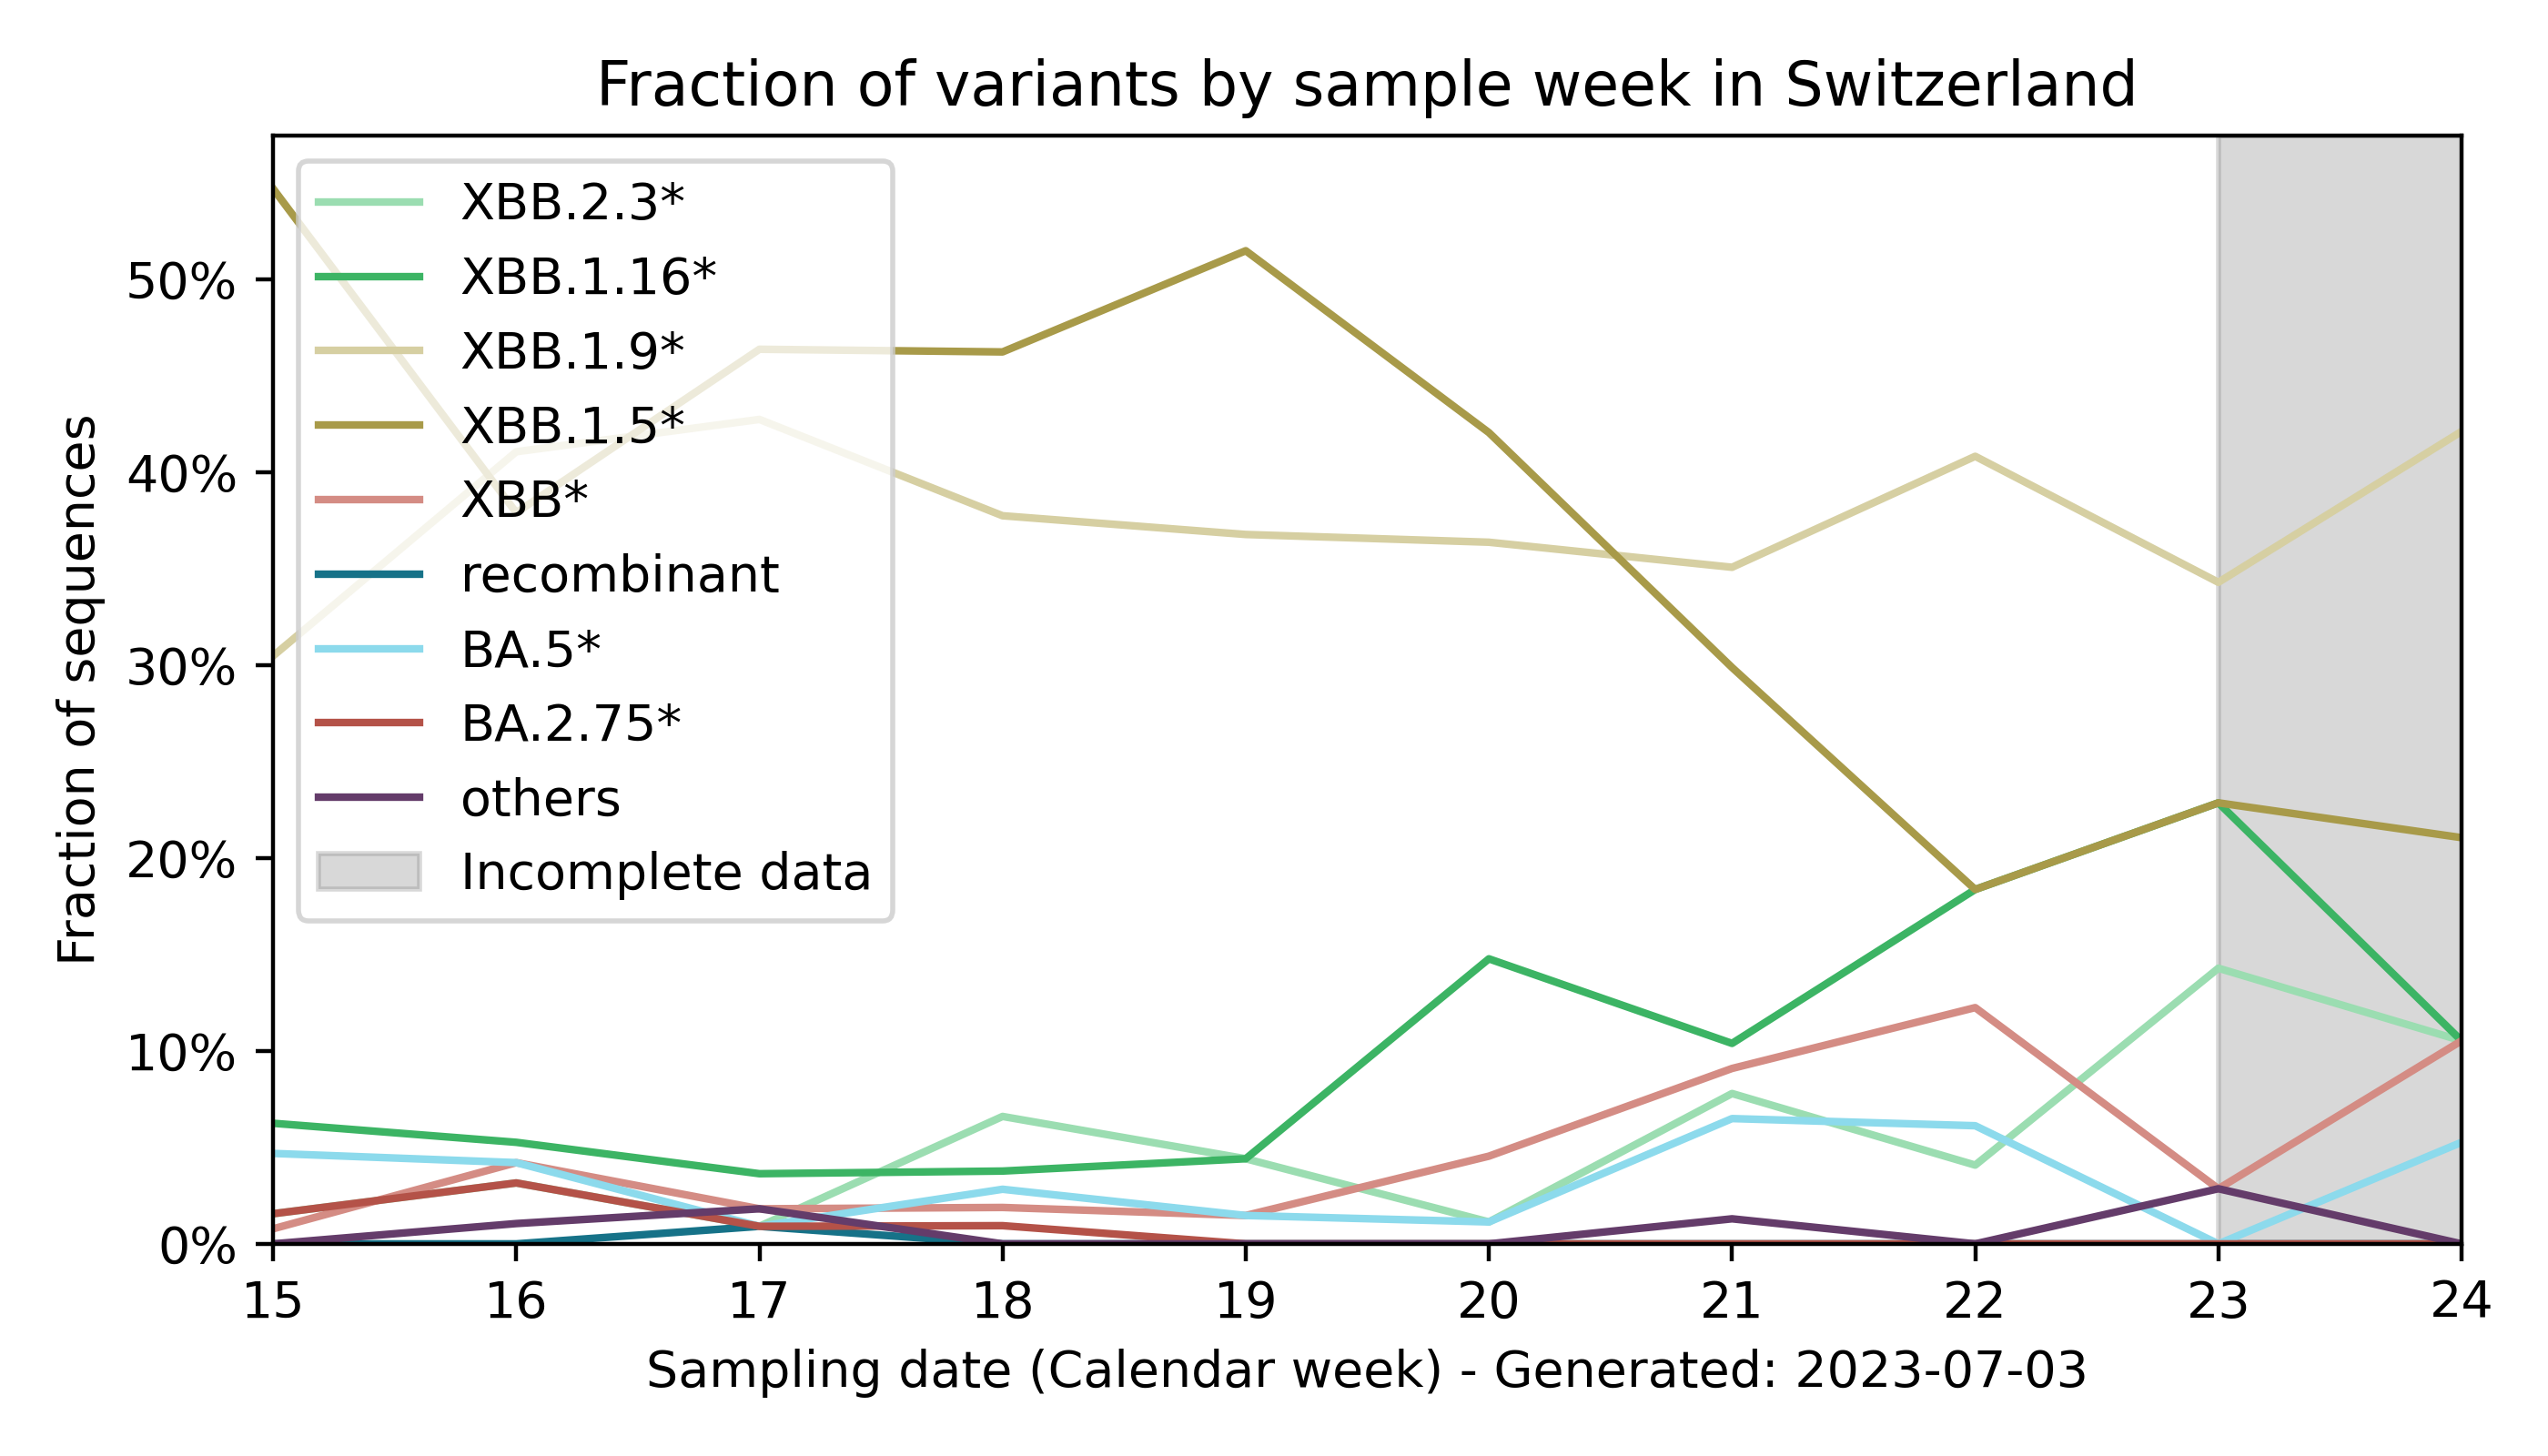 Fraction of variants by sample week in Switzerland
Fraction of sequences
50%
40%
30%
20%
10%
0%
XBB.2.3*
XBB.1.16*
XBB.1.9*
XBB.1.5*
XBB*
recombinant
BA.5*
BA.2.75*
others
Incomplete data
15 16 17 18 19 20 21 22 23 24
Sampling date (Calendar week) - Generated: 2023-07-03